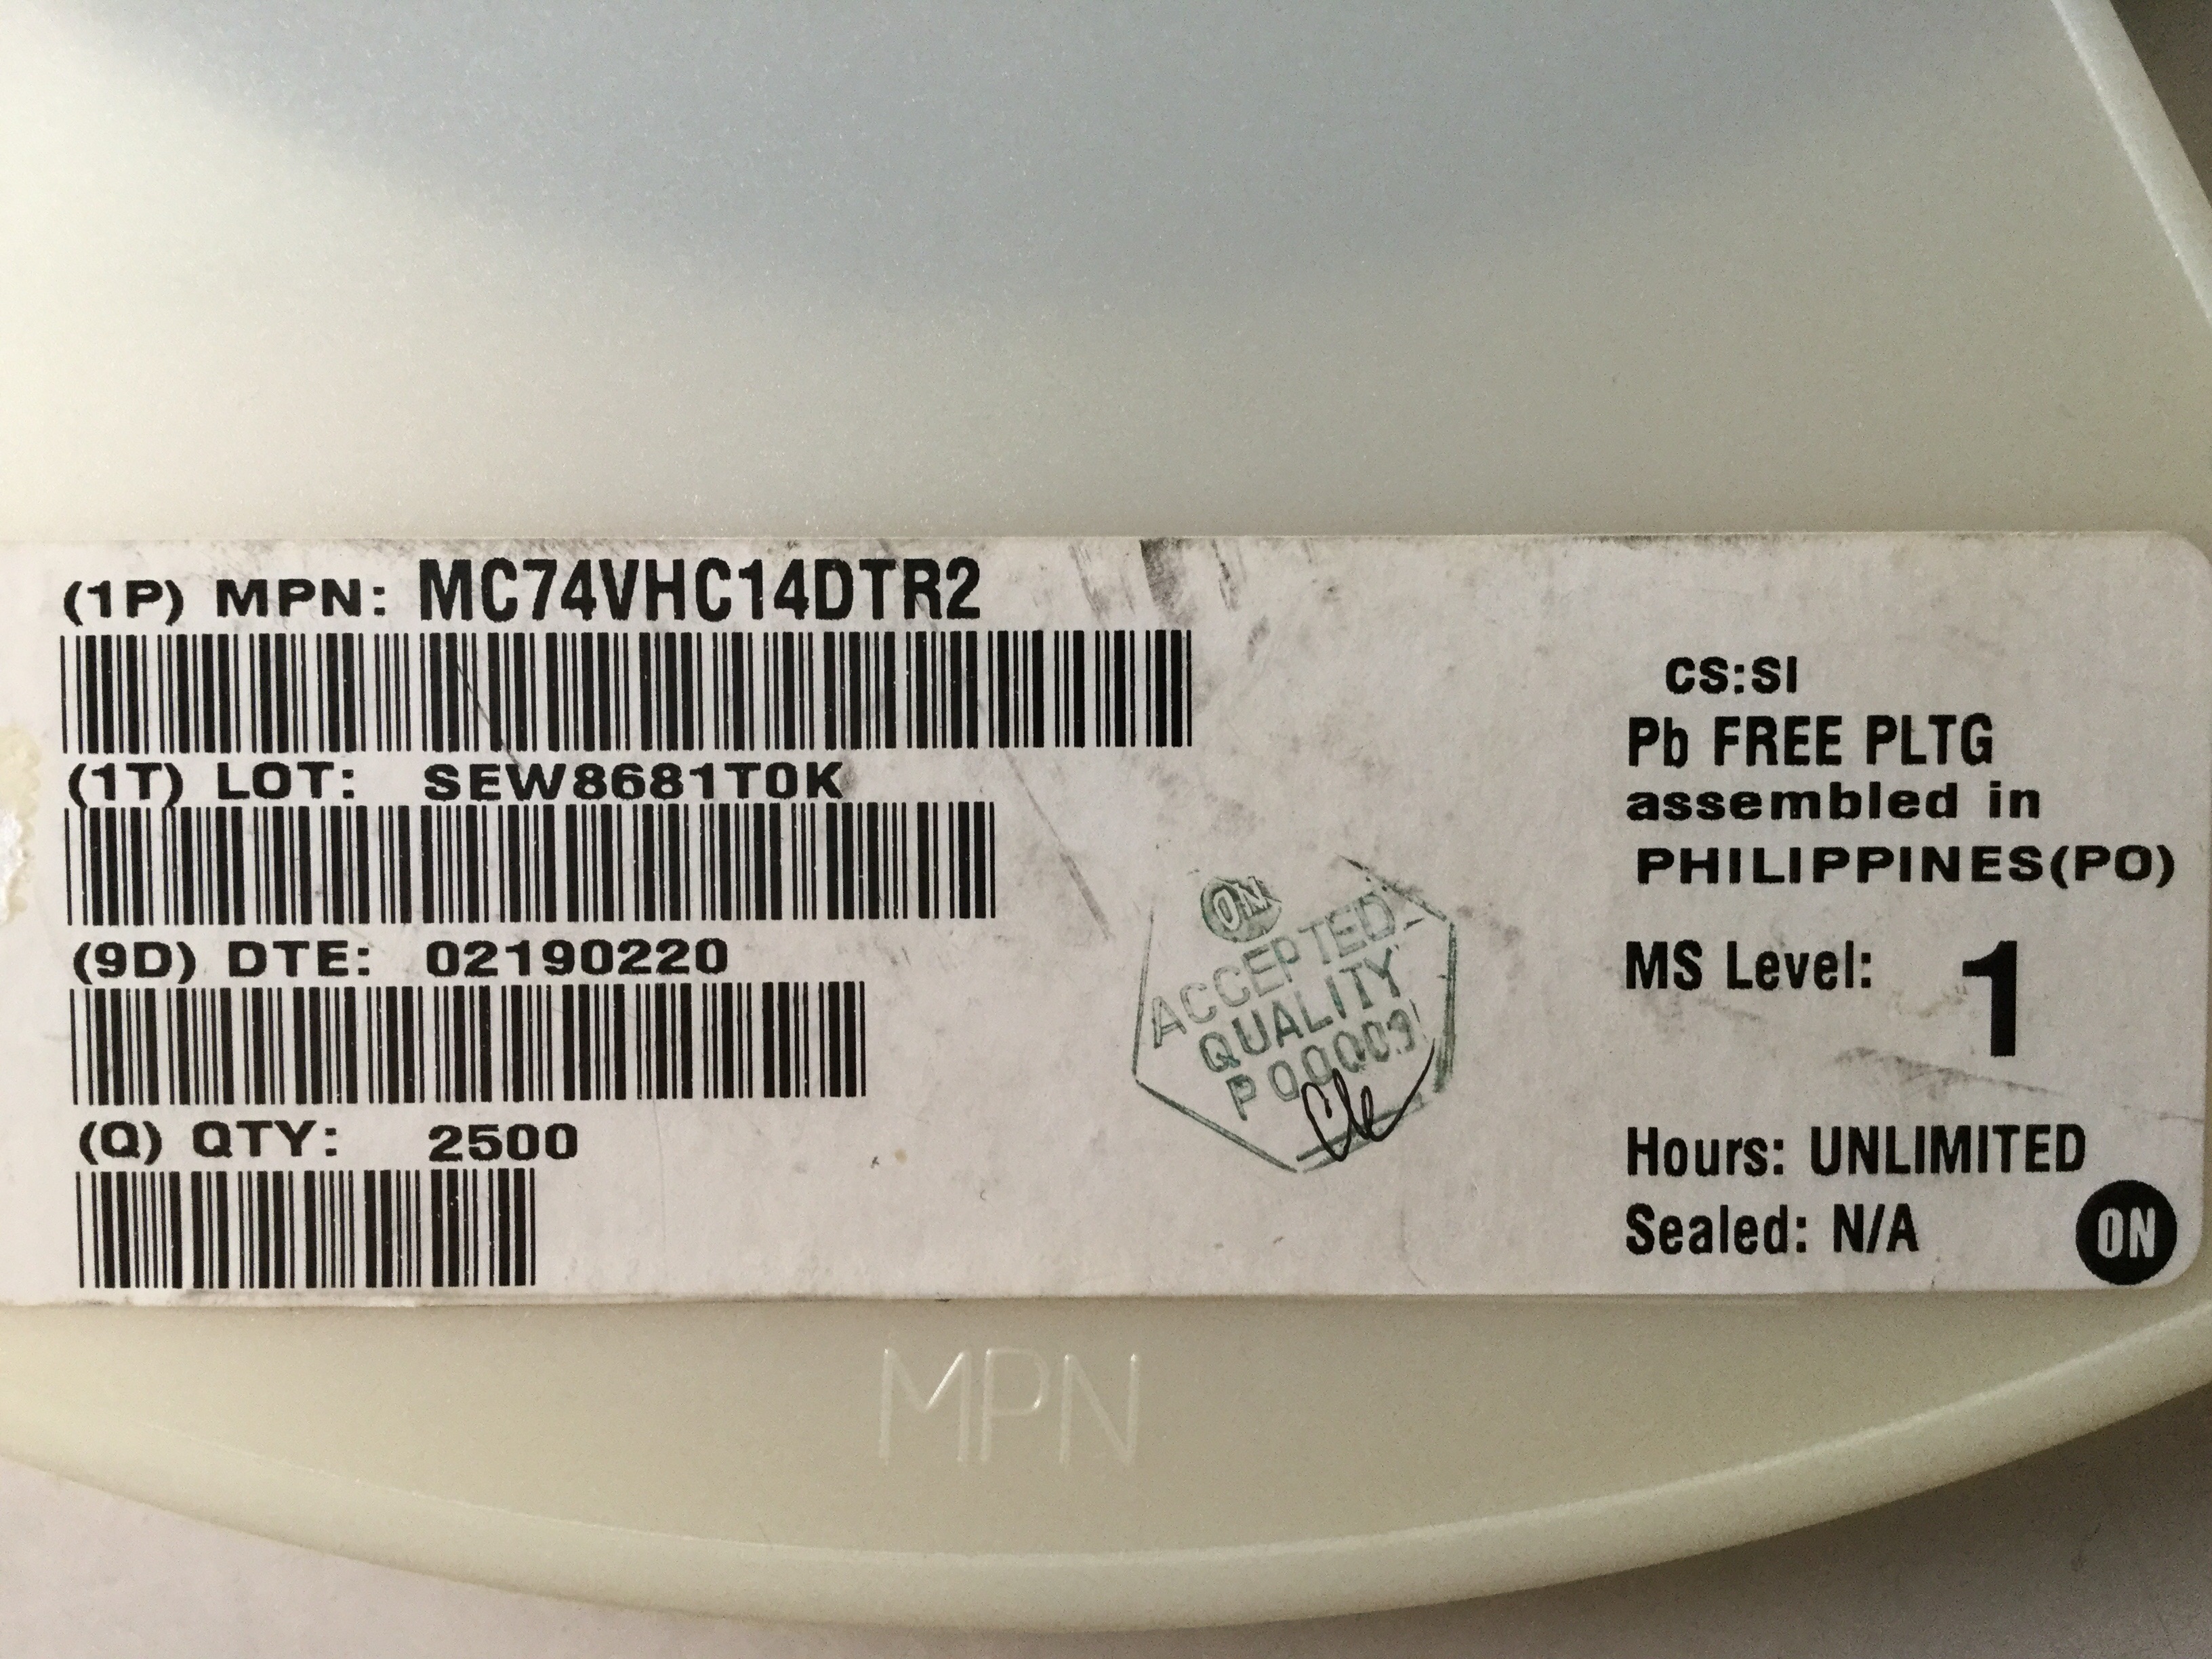 (1P) MPN: MC74VHC14DTR2
(1T) LOT: SEW8681T0K
(9D) DTE: 02190220
(Q) QTY: 2500
ON
ACCEPTED
QUALITY
P00009
CS:SI
Pb FREE PLTG
assembled in
PHILIPPINES(PO)
MS Level: 1
Hours: UNLIMITED
Sealed: N/A
ON
MPN